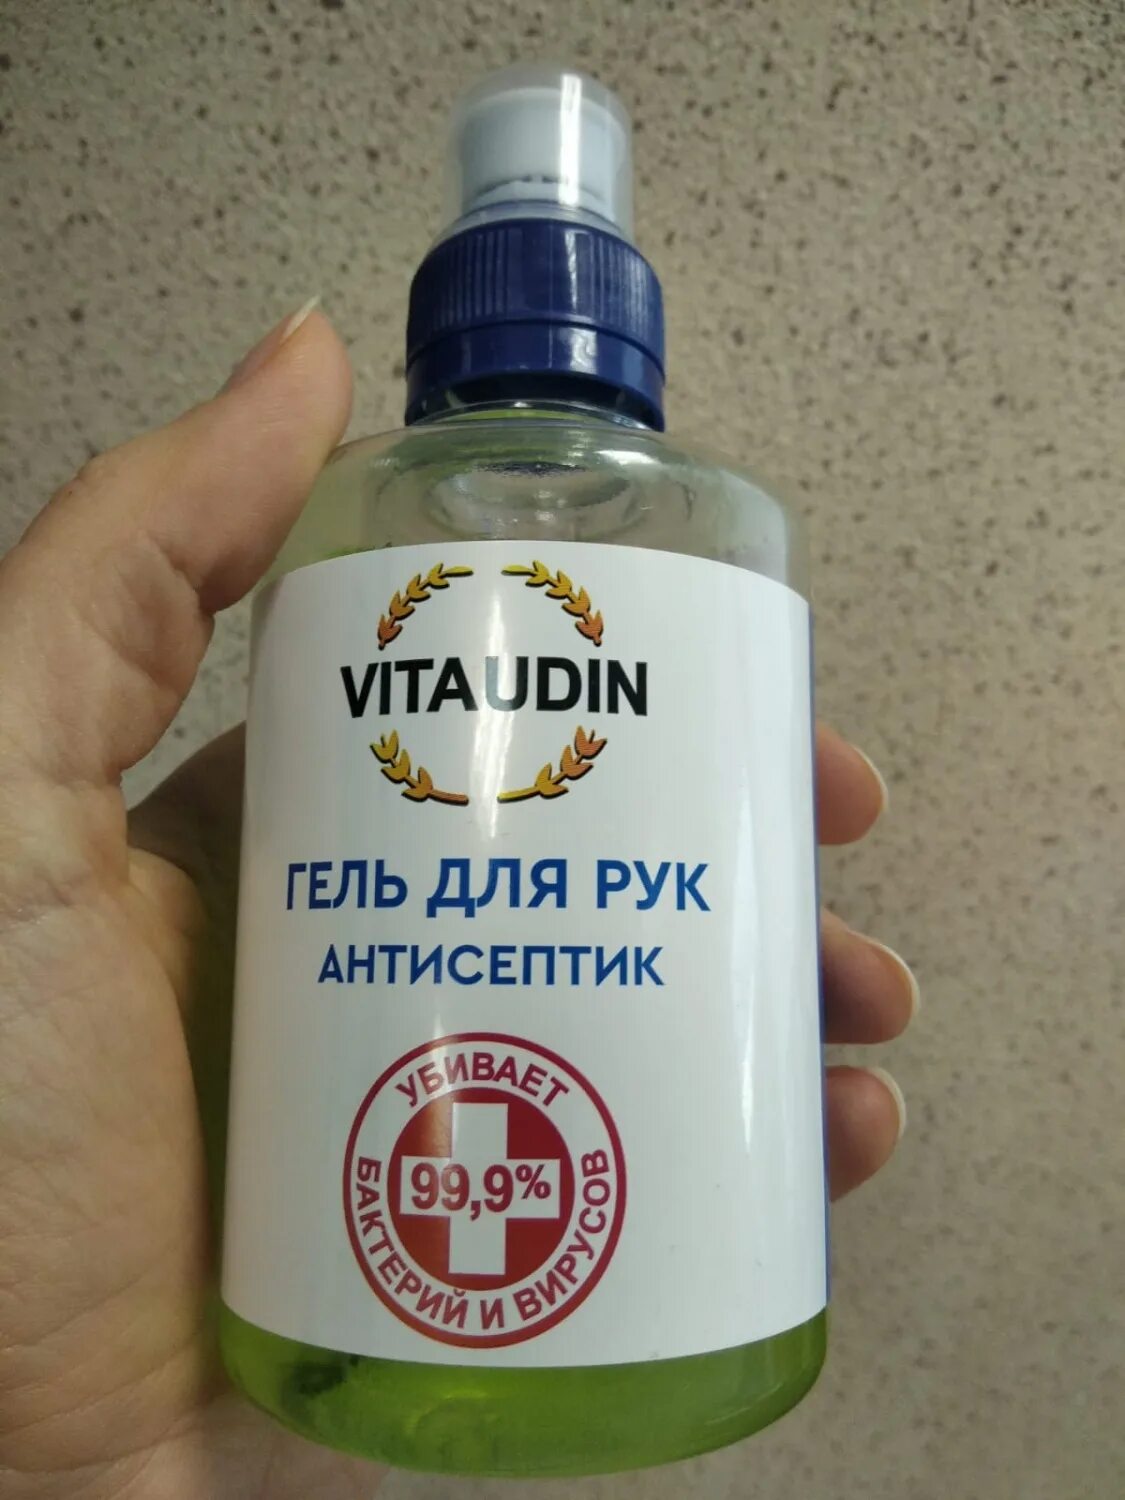 VITAUDIN
ГЕЛЬ ДЛЯ РУК
АНТИСЕПТИК
УБИВАЕТ
99,9%
БАКТЕРИЙ И ВИРУСОВ